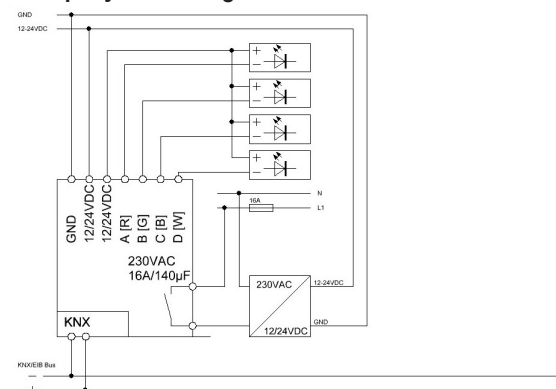 GND
12-24VDC
+
−
+
−
+
−
+
−
N
16A
L1
GND
12/24VDC
12/24VDC
A [R]
B [G]
C [B]
D [W]
230VAC
16A/140µF
KNX
230VAC
12/24VDC
12-24VDC
GND
KNX/EIB Bus
−
+